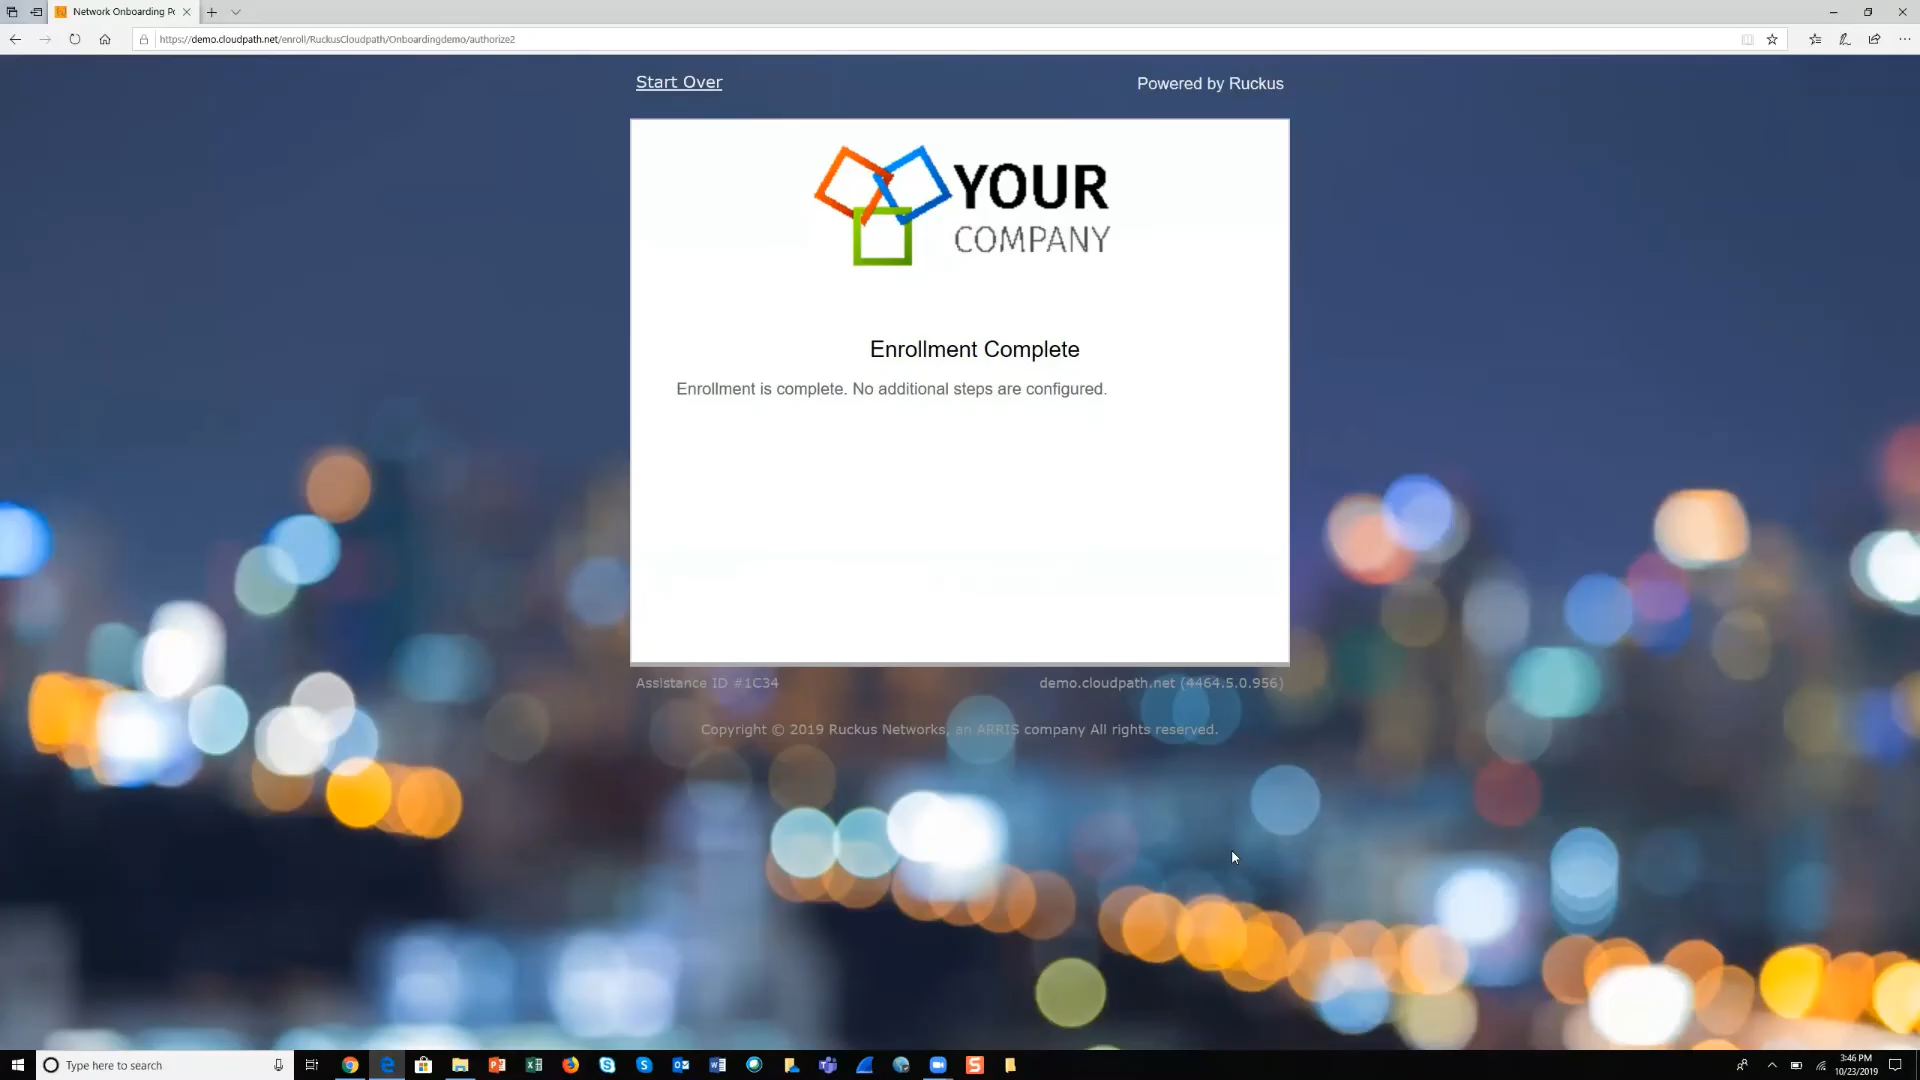 Network Onboarding Po
https://demo.cloudpath.net/enroll/RuckusCloudpath/Onboardingdemo/authorize2
Start Over
Powered by Ruckus
YOUR
COMPANY
Enrollment Complete
Enrollment is complete. No additional steps are configured.
Assistance ID #1C34
demo.cloudpath.net (4464.5.0.956)
Copyright © 2019 Ruckus Networks, an ARRIS company All rights reserved.
Type here to search
3:46 PM
10/23/2019